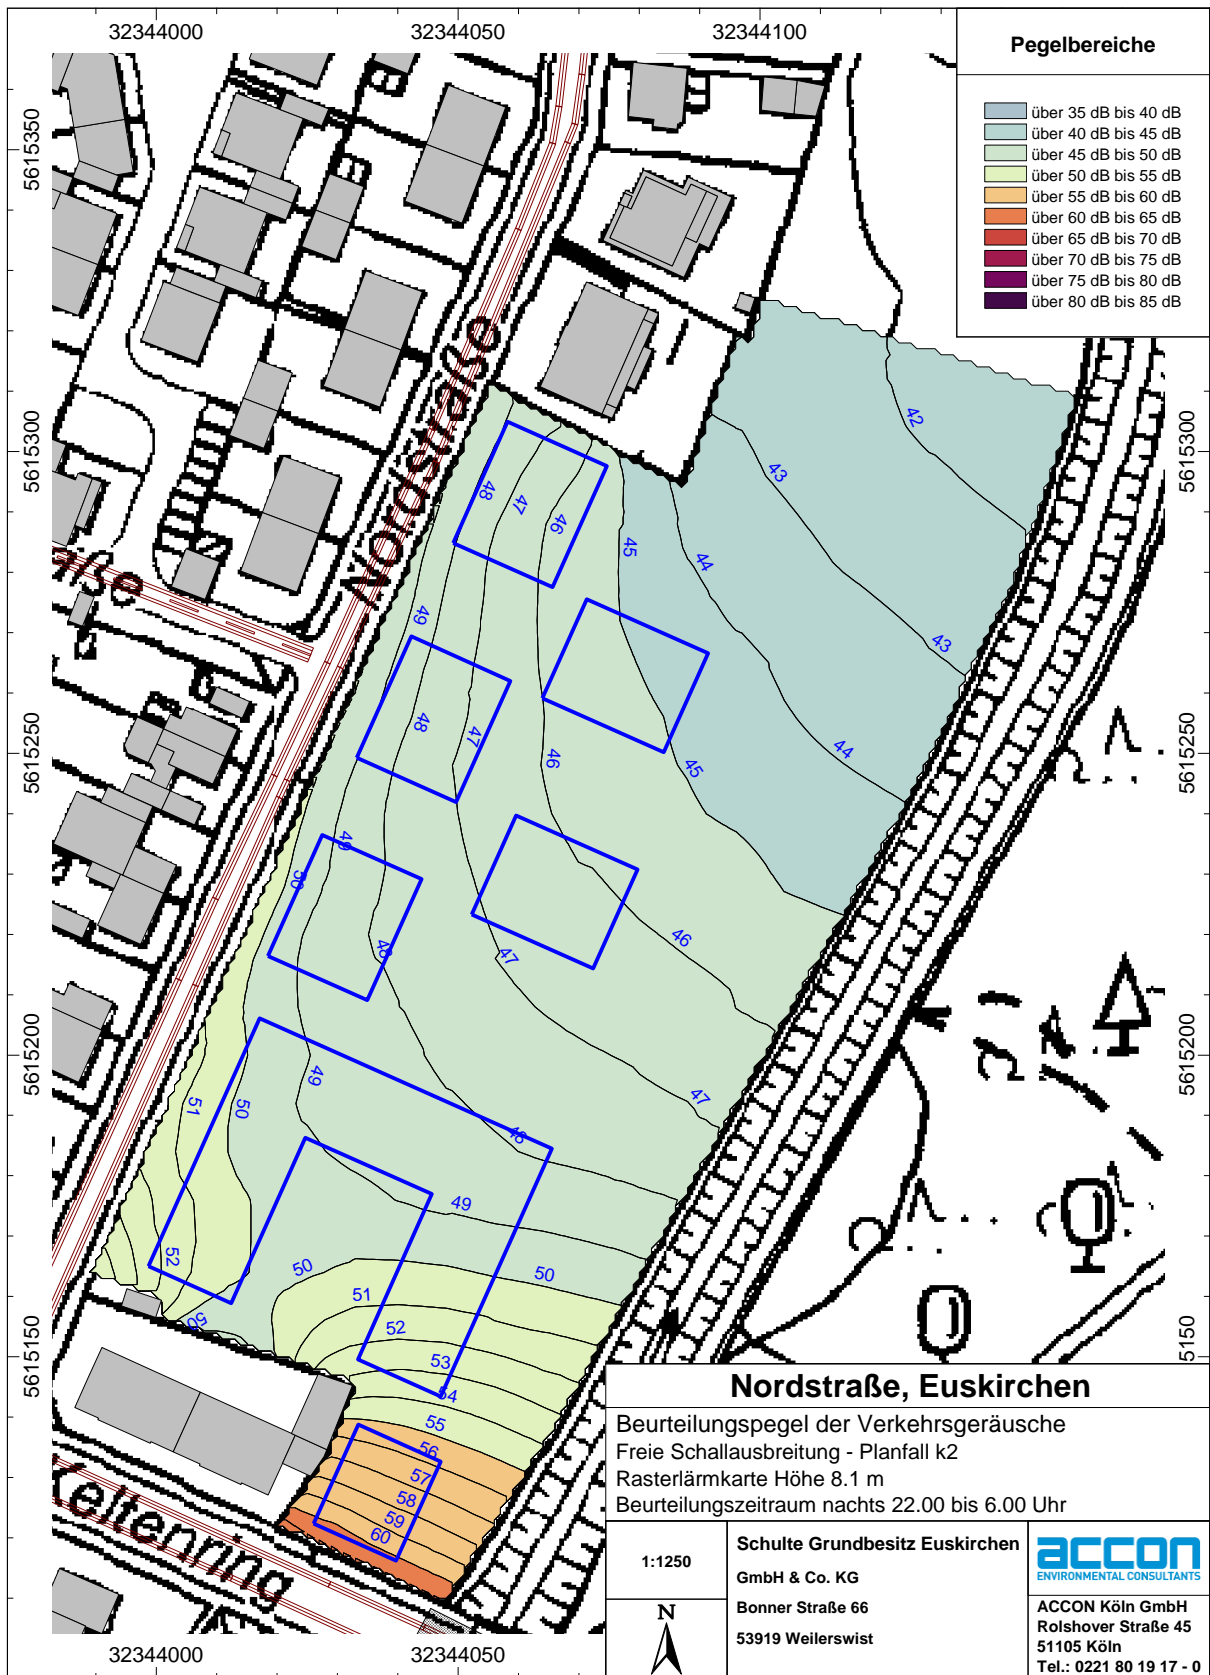 32344000 32344050 32344100
Pegelbereiche
über 35 dB bis 40 dB
über 40 dB bis 45 dB
über 45 dB bis 50 dB
über 50 dB bis 55 dB
über 55 dB bis 60 dB
über 60 dB bis 65 dB
über 65 dB bis 70 dB
über 70 dB bis 75 dB
über 75 dB bis 80 dB
über 80 dB bis 85 dB
5615350
5615300
5615250
5615200
5615150
5615300
5615250
5615200
5150
Nordstraße
aße
Keltenring
42
43
48
47
46
45
44
49
43
48
47
46
44
45
49
50
48
47
46
49
50
51
48
47
49
52
50
50
51
50
52
53
54
55
56
57
58
59
60
Nordstraße, Euskirchen
Beurteilungspegel der Verkehrsgeräusche
Freie Schallausbreitung - Planfall k2
Rasterlärmkarte Höhe 8.1 m
Beurteilungszeitraum nachts 22.00 bis 6.00 Uhr
1:1250
N
Schulte Grundbesitz Euskirchen
GmbH & Co. KG
Bonner Straße 66
53919 Weilerswist
accon
ENVIRONMENTAL CONSULTANTS
ACCON Köln GmbH
Rolshover Straße 45
51105 Köln
Tel.: 0221 80 19 17 - 0
32344000 32344050